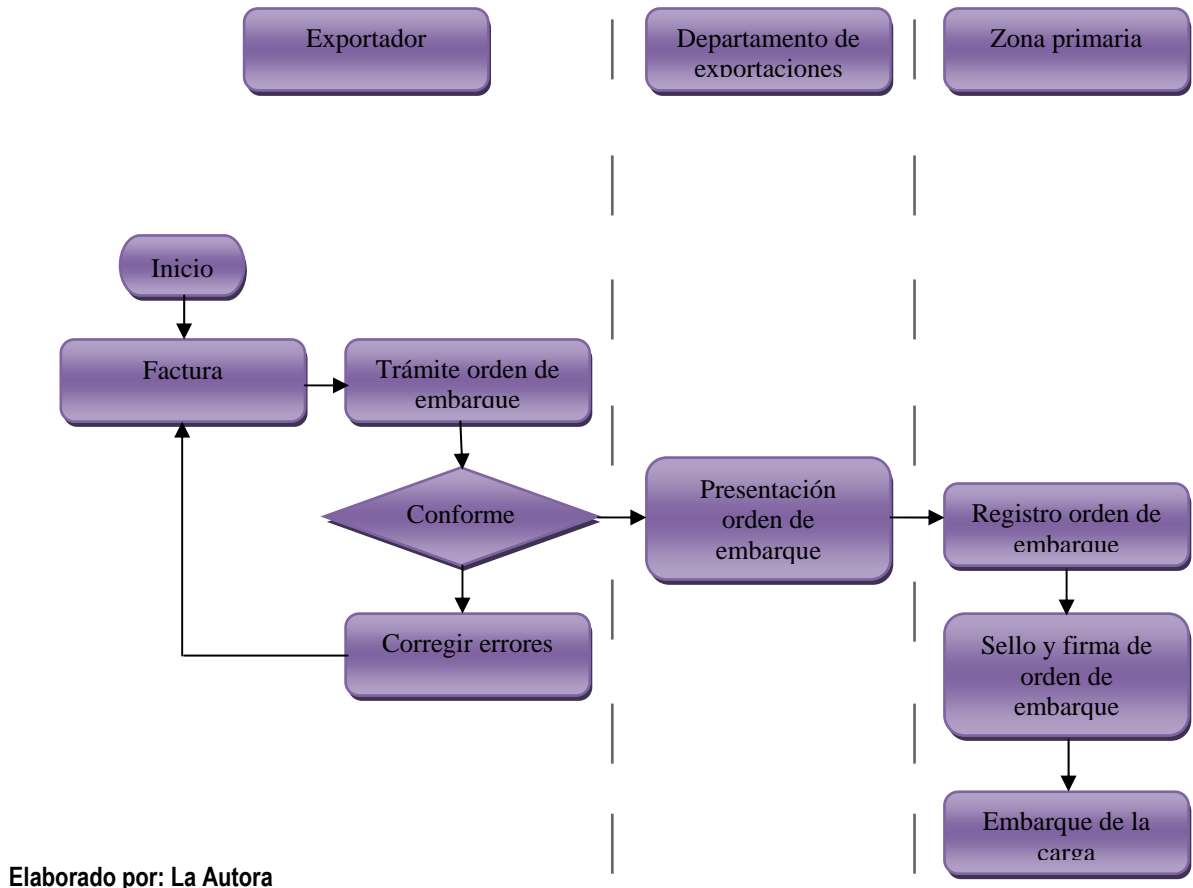 Exportador
Departamento de
exportaciones
Zona primaria
Inicio
Factura
Trámite orden de
embarque
Conforme
Corregir errores
Presentación
orden de
embarque
Registro orden de
embarque
Sello y firma de
orden de
embarque
Embarque de la
carga
Elaborado por: La Autora